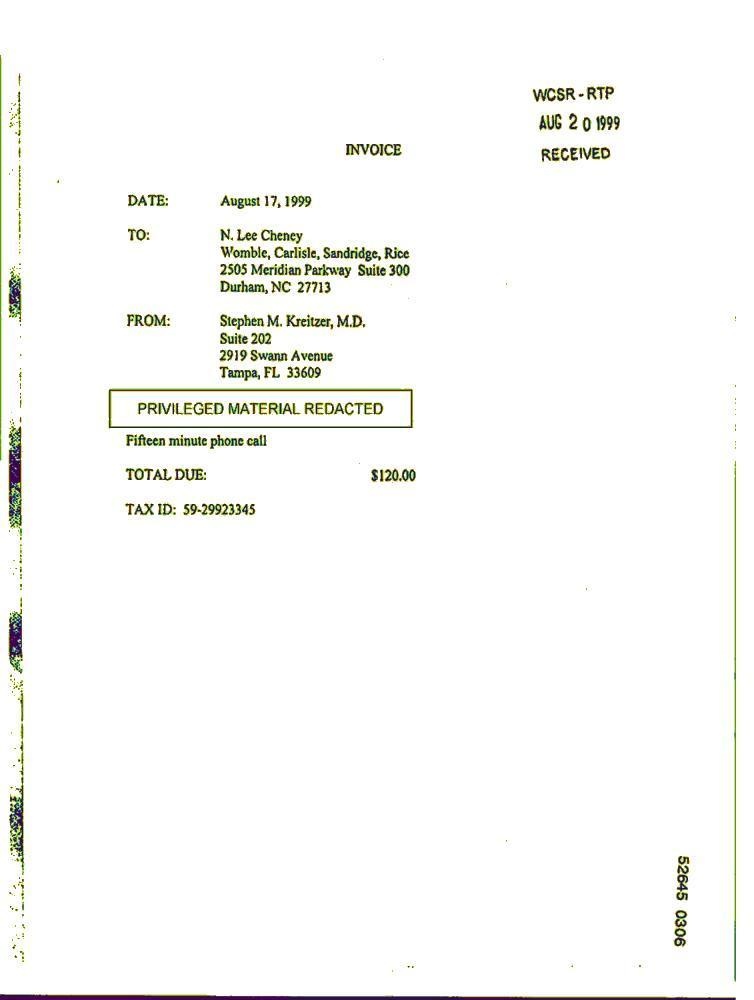 WCSR - RTP
AUG 20 1999
RECEIVED
INVOICE
DATE: August 17, 1999
TO: N. Lee Cheney
Womble, Carlisle, Sandridge, Rice
2505 Meridian Parkway Suite 300
Durham, NC 27713
FROM: Stephen M. Kreitzer, M.D.
Suite 202
2919 Swann Avenue
Tampa, FL 33609
PRIVILEGED MATERIAL REDACTED
Fifteen minute phone call
TOTAL DUE: $120.00
TAX ID: 59-29923345
52645 0306